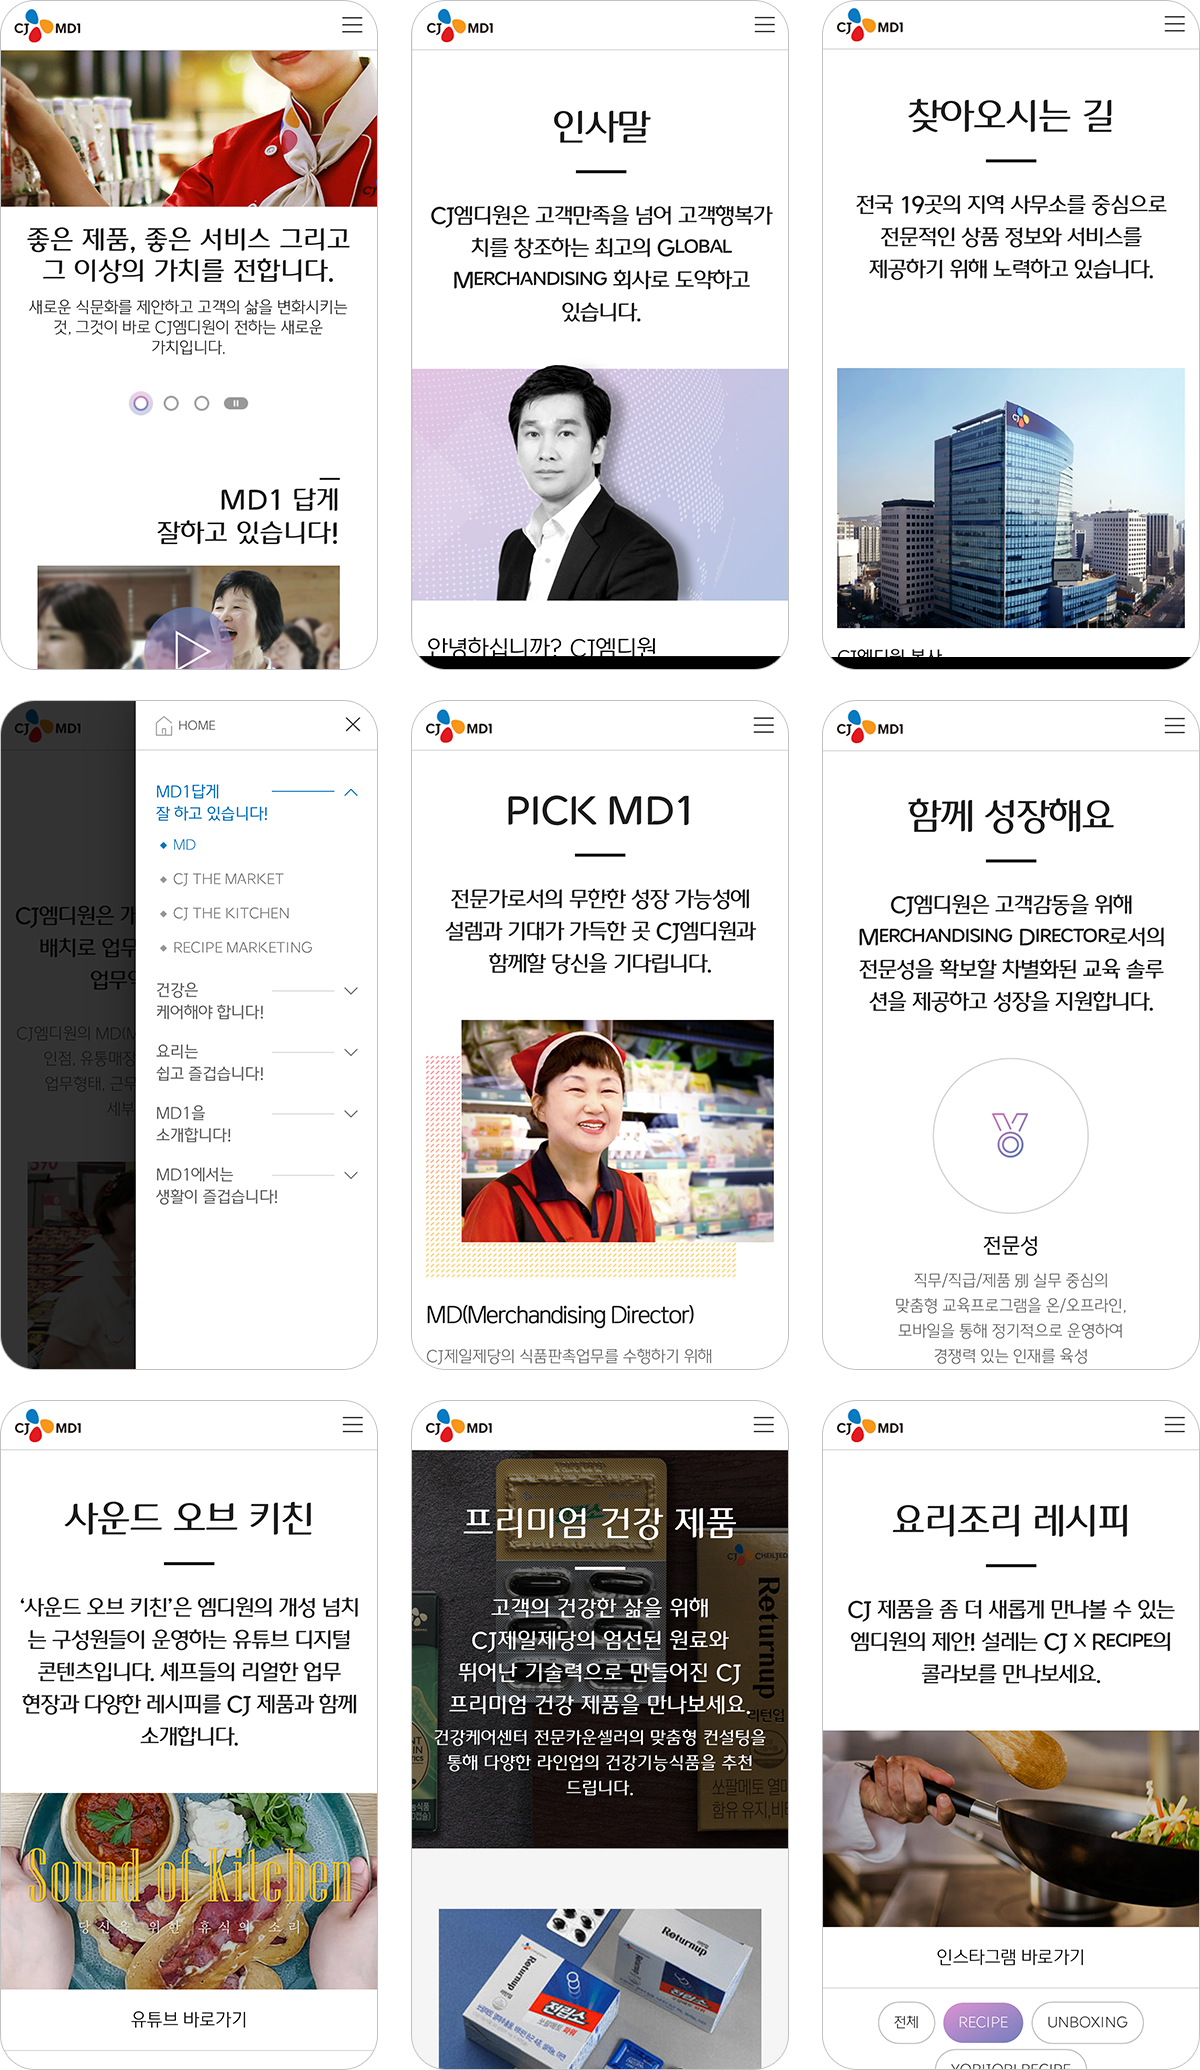 CJ MD1
좋은 제품, 좋은 서비스 그리고
그 이상의 가치를 전합니다.
새로운 식문화를 제안하고 고객의 삶을 변화시키는
것, 그것이 바로 CJ엠디원이 전하는 새로운
가치입니다.
MD1 답게
잘하고 있습니다!
CJ MD1
인사말
CJ엠디원은 고객만족을 넘어 고객행복가
치를 창조하는 최고의 GLOBAL
MERCHANDISING 회사로 도약하고
있습니다.
안녕하십니까? CJ엠디원
CJ MD1
찾아오시는 길
전국 19곳의 지역 사무소를 중심으로
전문적인 상품 정보와 서비스를
제공하기 위해 노력하고 있습니다.
CJ엠디원 본사
CJ MD1
CJ엠디원은 개
배치로 업무
업무
CJ엠디원의 MD(M
인점, 유통매장
업무형태, 근무
세부
HOME
MD1답게
잘 하고 있습니다!
MD
CJ THE MARKET
CJ THE KITCHEN
RECIPE MARKETING
건강은
케어해야 합니다!
요리는
쉽고 즐겁습니다!
MD1을
소개합니다!
MD1에서는
생활이 즐겁습니다!
CJ MD1
PICK MD1
전문가로서의 무한한 성장 가능성에
설렘과 기대가 가득한 곳 CJ엠디원과
함께할 당신을 기다립니다.
MD(Merchandising Director)
CJ제일제당의 식품판촉업무를 수행하기 위해
CJ MD1
함께 성장해요
CJ엠디원은 고객감동을 위해
MERCHANDISING DIRECTOR로서의
전문성을 확보할 차별화된 교육 솔루
션을 제공하고 성장을 지원합니다.
전문성
직무/직급/제품 別 실무 중심의
맞춤형 교육프로그램을 온/오프라인,
모바일을 통해 정기적으로 운영하여
경쟁력 있는 인재를 육성
CJ MD1
사운드 오브 키친
‘사운드 오브 키친’은 엠디원의 개성 넘치
는 구성원들이 운영하는 유튜브 디지털
콘텐츠입니다. 셰프들의 리얼한 업무
현장과 다양한 레시피를 CJ 제품과 함께
소개합니다.
Sound of Kitchen
당신을 위한 휴식의 소리
유튜브 바로가기
CJ MD1
프리미엄 건강 제품
고객의 건강한 삶을 위해
CJ제일제당의 엄선된 원료와
뛰어난 기술력으로 만들어진 CJ
프리미엄 건강 제품을 만나보세요.
건강케어센터 전문카운셀러의 맞춤형 컨설팅을
통해 다양한 라인업의 건강기능식품을 추천
드립니다.
Returnup
리턴업
쏘팔메토 열매
함유 유지,비타
Returnup
전립소
Returnup
CJ MD1
요리조리 레시피
CJ 제품을 좀 더 새롭게 만나볼 수 있는
엠디원의 제안! 설레는 CJ X RECIPE의
콜라보를 만나보세요.
인스타그램 바로가기
전체
RECIPE
UNBOXING
YORIJORI RECIPE